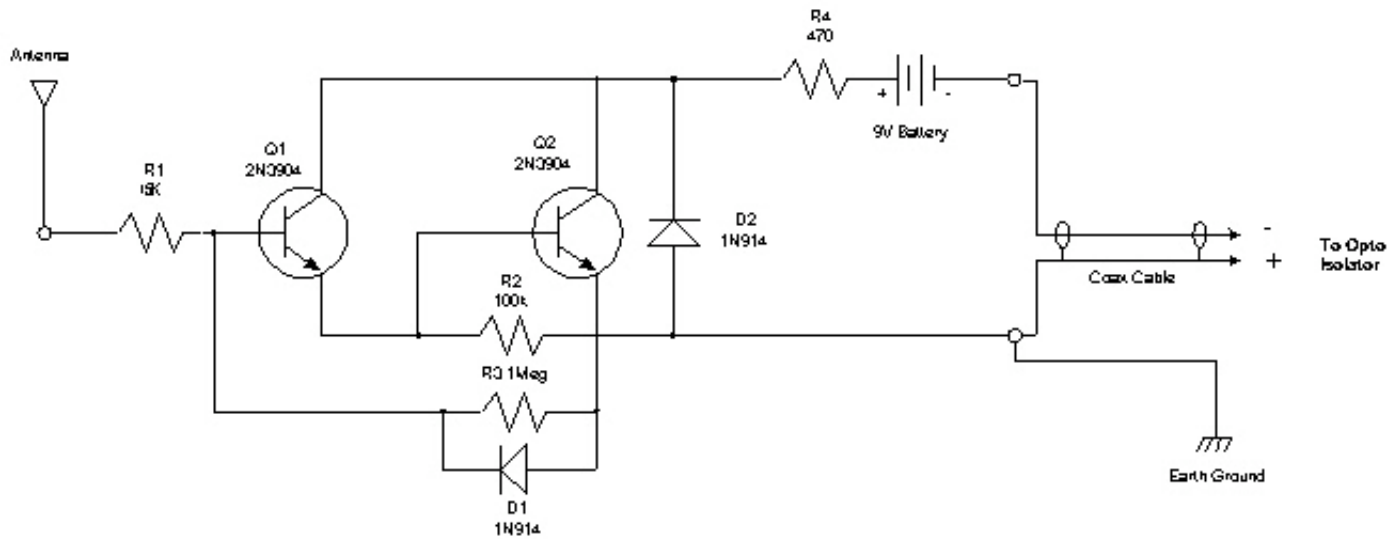 Antenna
R4
470
+
-
9V Battery
R1
Q1
2N3904
Q2
2N3904
D2
1N914
-
+
To Opto
Isolator
Coax Cable
R2
100k
R3 1Meg
D1
1N914
Earth Ground